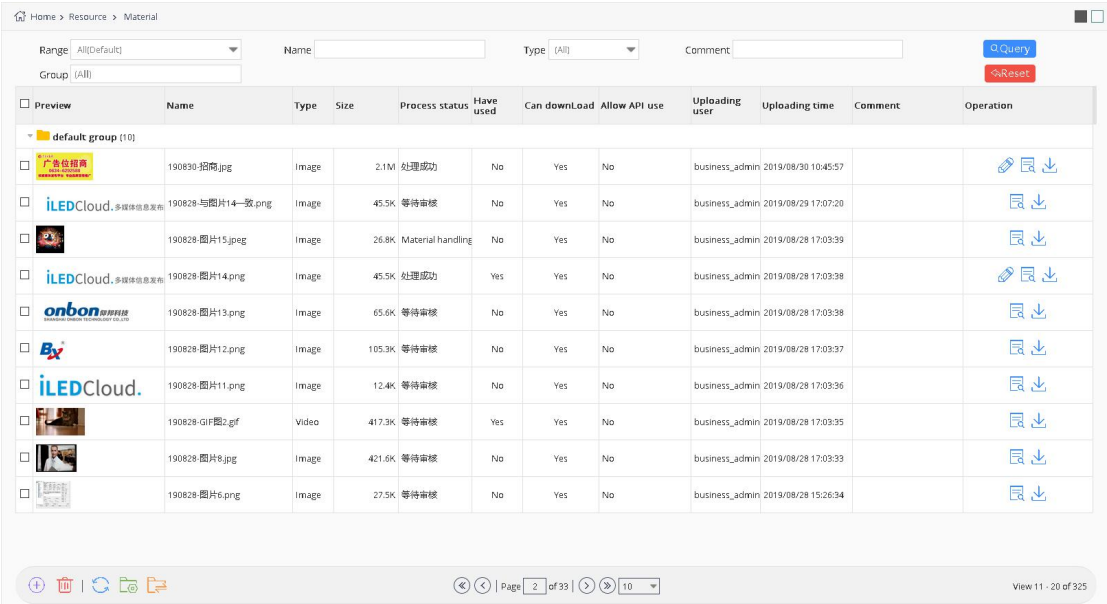 Home > Resource > Material
Range All(Default) Name Type (All) Comment Query
Group (All) Reset
Preview Name Type Size Process status Have used Can downLoad Allow API use Uploading user Uploading time Comment Operation
default group (10)
广告位招商 190830-招商.jpg Image 2.1M 处理成功 No Yes No business_admin 2019/08/30 10:45:57
iLEDCloud. 多媒体信息发布 190828-与图片14一致.png Image 45.5K 等待审核 No Yes No business_admin 2019/08/29 17:07:20
190828-图片15.jpeg Image 26.8K Material handling No Yes No business_admin 2019/08/28 17:03:39
iLEDCloud. 多媒体信息发布 190828-图片14.png Image 45.5K 处理成功 Yes Yes No business_admin 2019/08/28 17:03:38
onbon 仰邦科技
SHANGHAI ONBON TECHNOLOGY CO.,LTD 190828-图片13.png Image 65.6K 等待审核 No Yes No business_admin 2019/08/28 17:03:38
Bx 190828-图片12.png Image 105.3K 等待审核 No Yes No business_admin 2019/08/28 17:03:37
iLEDCloud. 190828-图片11.png Image 12.4K 等待审核 No Yes No business_admin 2019/08/28 17:03:36
190828-GIF图2.gif Video 417.3K 等待审核 Yes Yes No business_admin 2019/08/28 17:03:35
190828-图片8.jpg Image 421.6K 等待审核 No Yes No business_admin 2019/08/28 17:03:33
190828-图片6.png Image 27.5K 等待审核 No Yes No business_admin 2019/08/28 15:26:34
Page 2 of 33 10 View 11 - 20 of 325